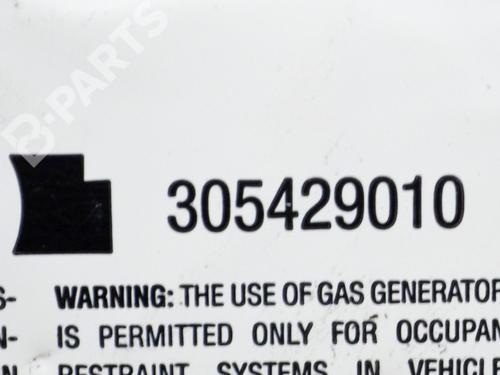 B-PARTS
305429010
S- WARNING: THE USE OF GAS GENERATOR
N- IS PERMITTED ONLY FOR OCCUPAN
N RESTRAINT SYSTEMS IN VEHICLE